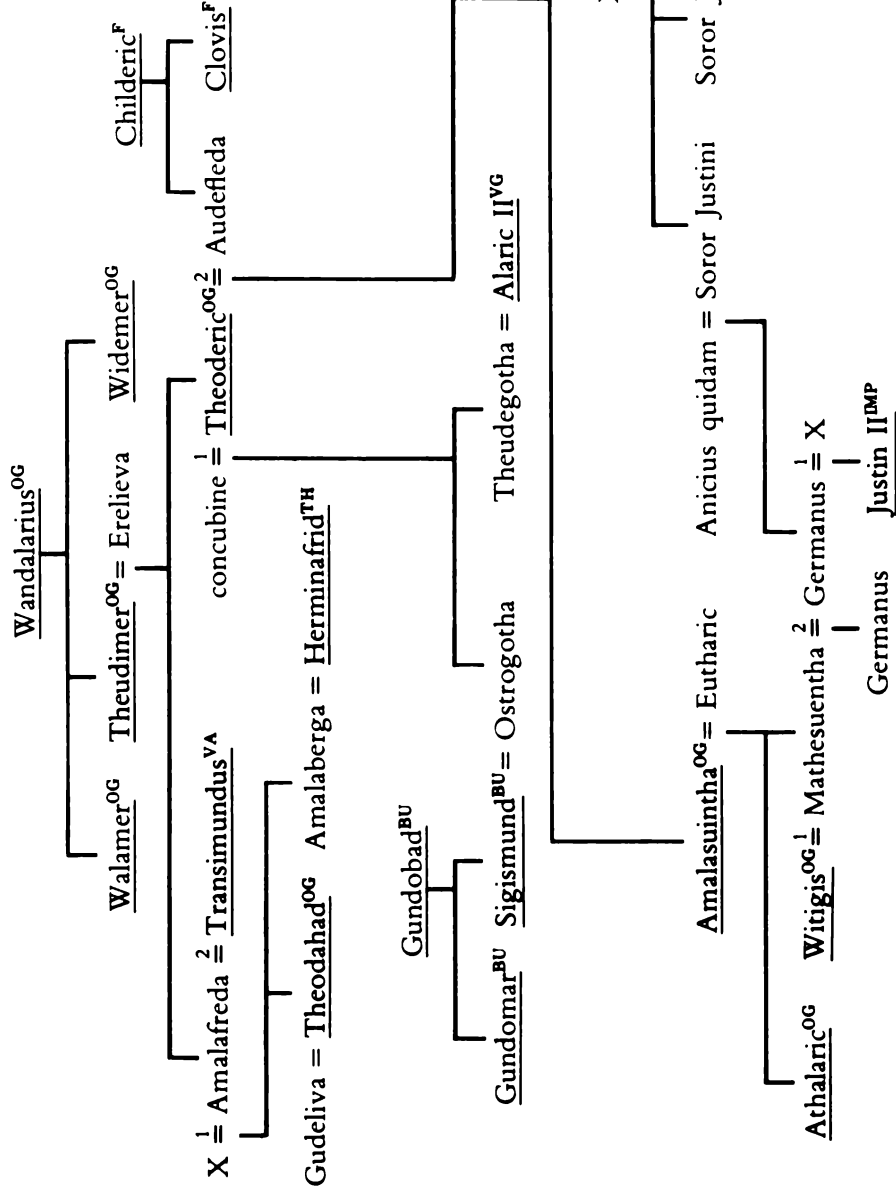 Wandalarius^OG
Childeric^F
Walamer^OG Theudimer^OG = Erelieva Widemer^OG
X 1= Amalafreda 2= Transimundus^VA concubine 1= Theoderic^OG 2= Audefleda Clovis^F
Gudeliva = Theodahad^OG Amalaberga = Herminafrid^TH
Gundobad^BU
Gundomar^BU Sigismund^BU = Ostrogotha Theudegotha = Alaric II^VG
Amalasuintha^OG = Eutharic Anicius quidam = Soror Justini Soror
Athalaric^OG Witigis^OG 1= Mathesuentha 2= Germanus 1= X
Germanus Justin II^IMP